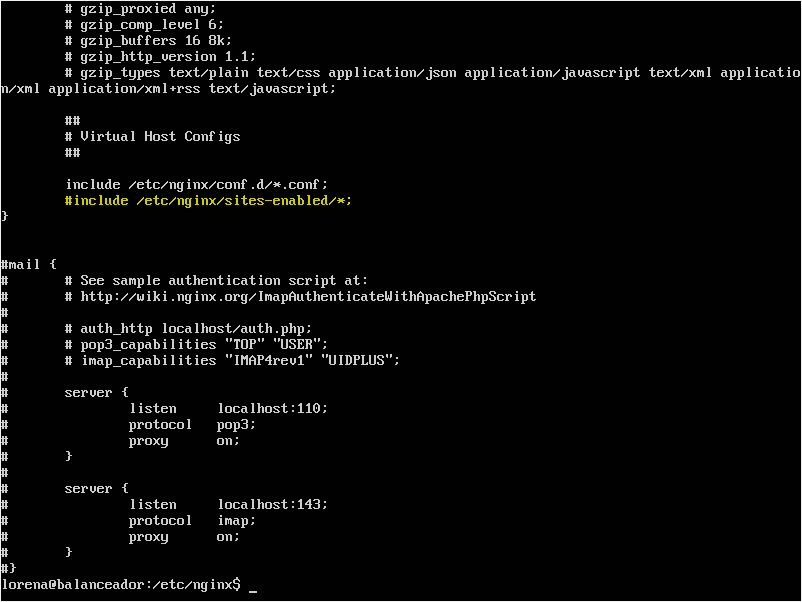 # gzip_proxied any;
        # gzip_comp_level 6;
        # gzip_buffers 16 8k;
        # gzip_http_version 1.1;
        # gzip_types text/plain text/css application/json application/javascript text/xml applicatio
n/xml application/xml+rss text/javascript;

        ##
        # Virtual Host Configs
        ##

        include /etc/nginx/conf.d/*.conf;
        #include /etc/nginx/sites-enabled/*;
}


#mail {
#       # See sample authentication script at:
#       # http://wiki.nginx.org/ImapAuthenticateWithApachePhpScript
#
#       # auth_http localhost/auth.php;
#       # pop3_capabilities "TOP" "USER";
#       # imap_capabilities "IMAP4rev1" "UIDPLUS";
#
#       server {
#               listen     localhost:110;
#               protocol   pop3;
#               proxy      on;
#       }
#
#       server {
#               listen     localhost:143;
#               protocol   imap;
#               proxy      on;
#       }
#}
lorena@balanceador:/etc/nginx$ _